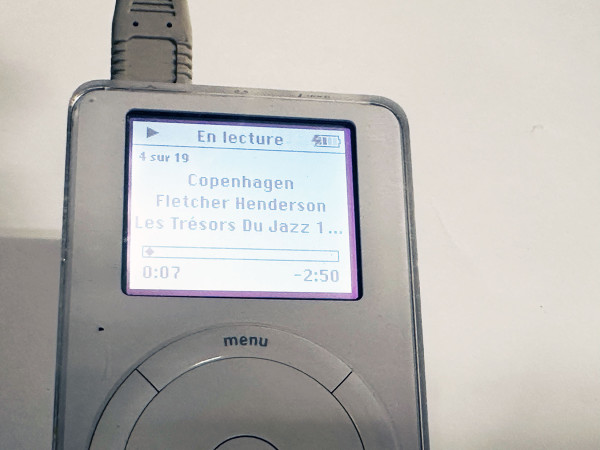 En lecture
4 sur 19
Copenhagen
Fletcher Henderson
Les Trésors Du Jazz 1...
0:07 -2:50
menu